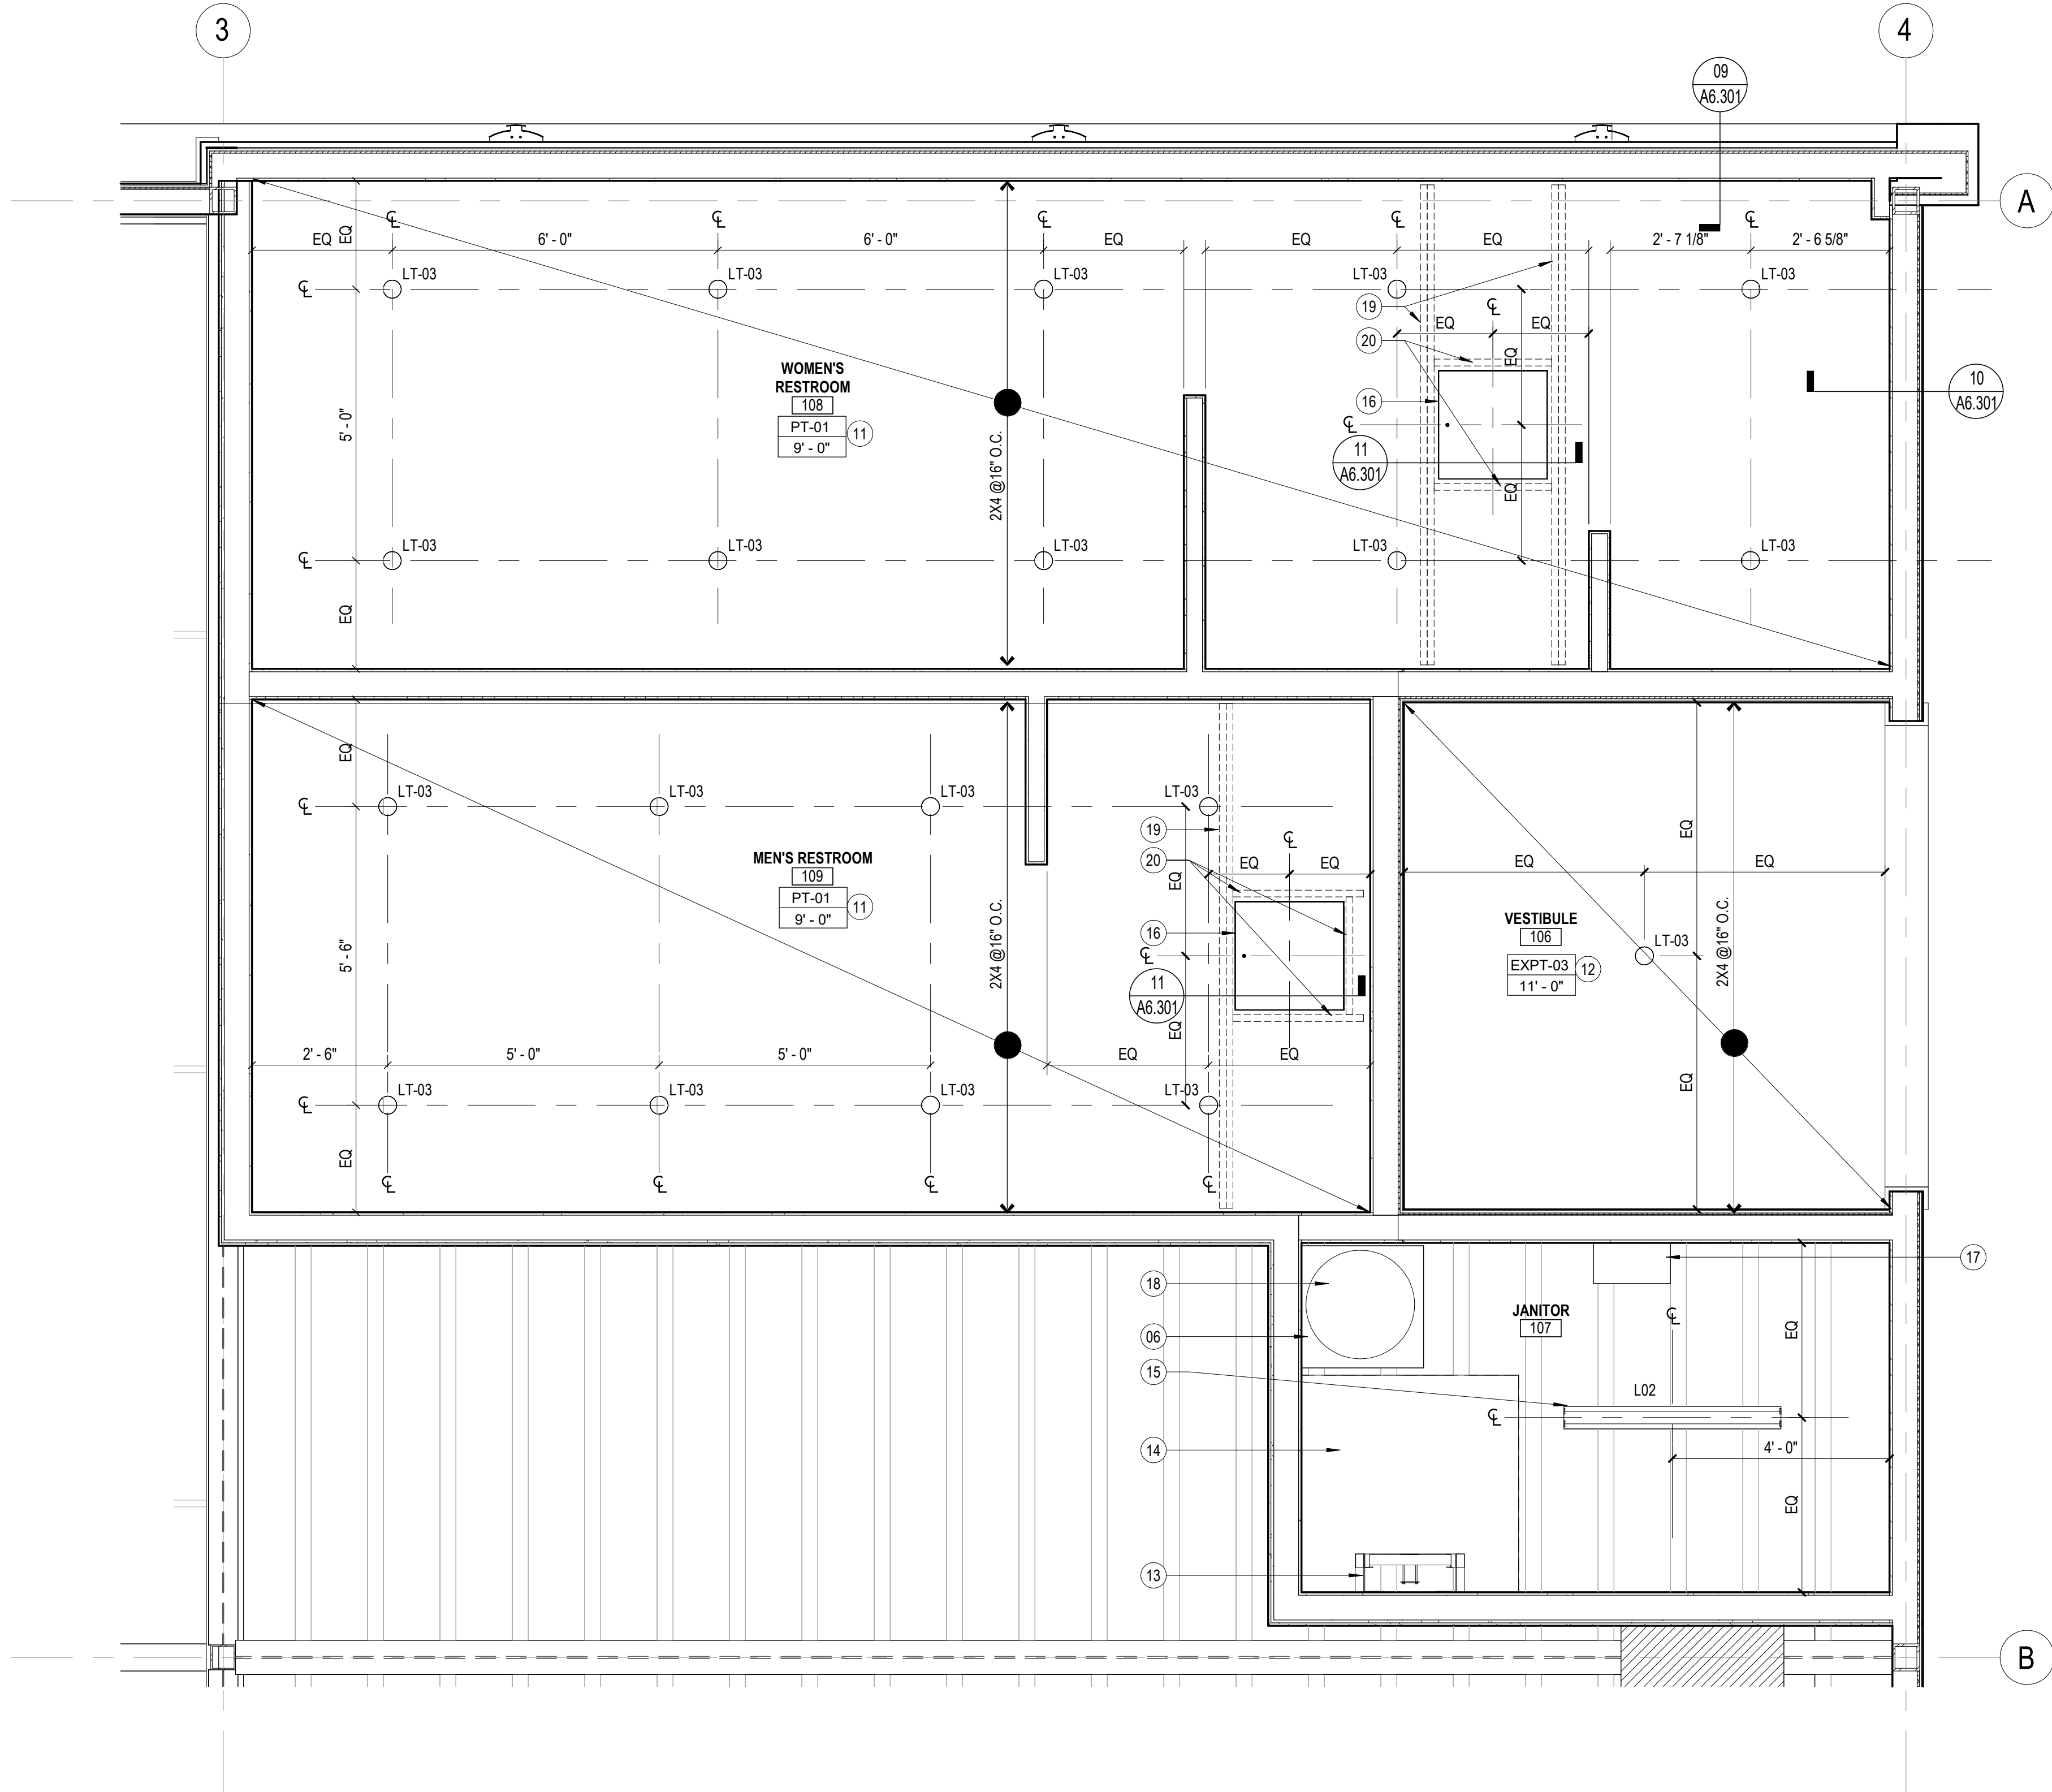 3
4
09
A6.301
A
EQ
EQ
6' - 0"
6' - 0"
EQ
EQ
EQ
2' - 7 1/8"
2' - 6 5/8"
℄
℄
℄
℄
℄
℄
LT-03
LT-03
LT-03
LT-03
LT-03
19
℄
EQ
EQ
20
EQ
WOMEN'S
RESTROOM
108
PT-01
9' - 0"
11
5' - 0"
2X4 @16" O.C.
16
℄
11
A6.301
EQ
10
A6.301
℄
LT-03
LT-03
LT-03
LT-03
LT-03
EQ
EQ
℄
LT-03
LT-03
LT-03
LT-03
19
20
℄
EQ
EQ
EQ
EQ
EQ
EQ
MEN'S RESTROOM
109
PT-01
9' - 0"
11
5' - 6"
2X4 @16" O.C.
16
℄
11
A6.301
EQ
VESTIBULE
106
EXPT-03
11' - 0"
12
LT-03
2X4 @16" O.C.
2' - 6"
5' - 0"
5' - 0"
EQ
EQ
EQ
℄
LT-03
LT-03
LT-03
LT-03
EQ
℄
℄
℄
℄
18
17
JANITOR
107
℄
EQ
06
15
L02
℄
4' - 0"
14
EQ
13
B